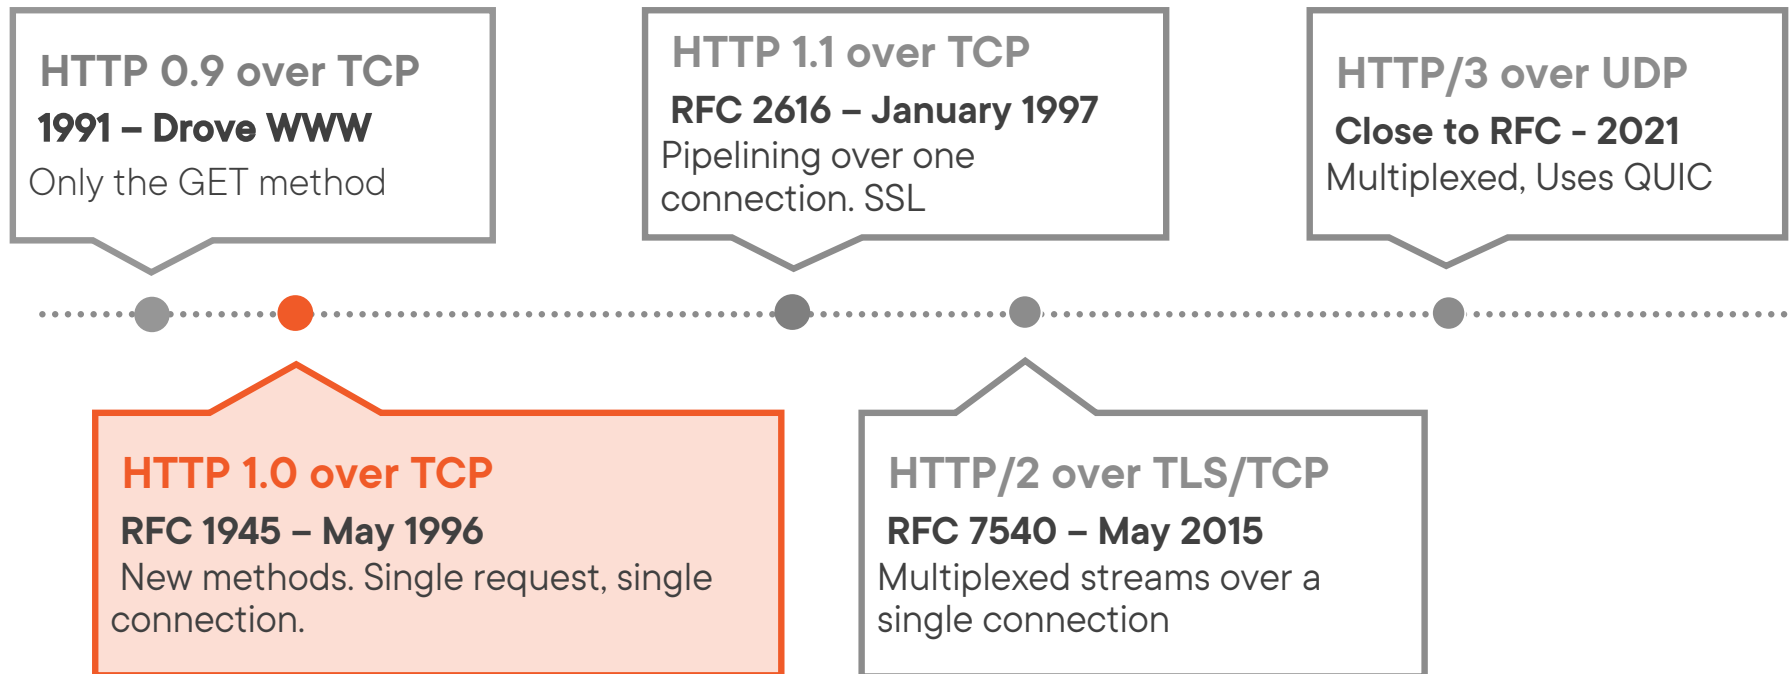 HTTP 0.9 over TCP
1991 – Drove WWW
Only the GET method
HTTP 1.0 over TCP
RFC 1945 – May 1996
New methods. Single request, single
connection.
HTTP 1.1 over TCP
RFC 2616 – January 1997
Pipelining over one
connection. SSL
HTTP/2 over TLS/TCP
RFC 7540 – May 2015
Multiplexed streams over a
single connection
HTTP/3 over UDP
Close to RFC - 2021
Multiplexed, Uses QUIC